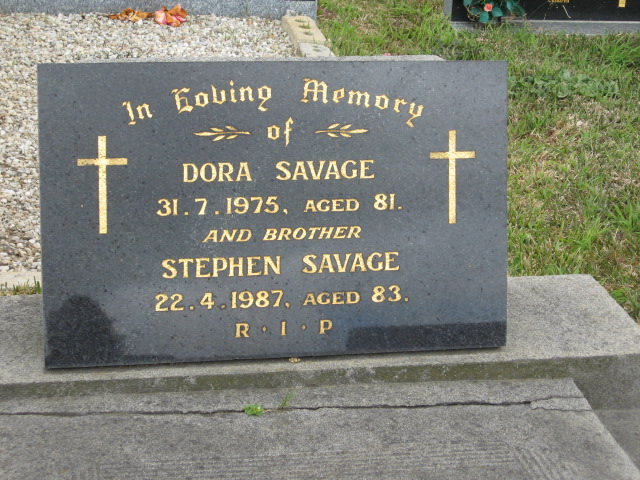 In Loving Memory
of
DORA SAVAGE
31.7.1975, AGED 81.
AND BROTHER
STEPHEN SAVAGE
22.4.1987, AGED 83.
R·I·P